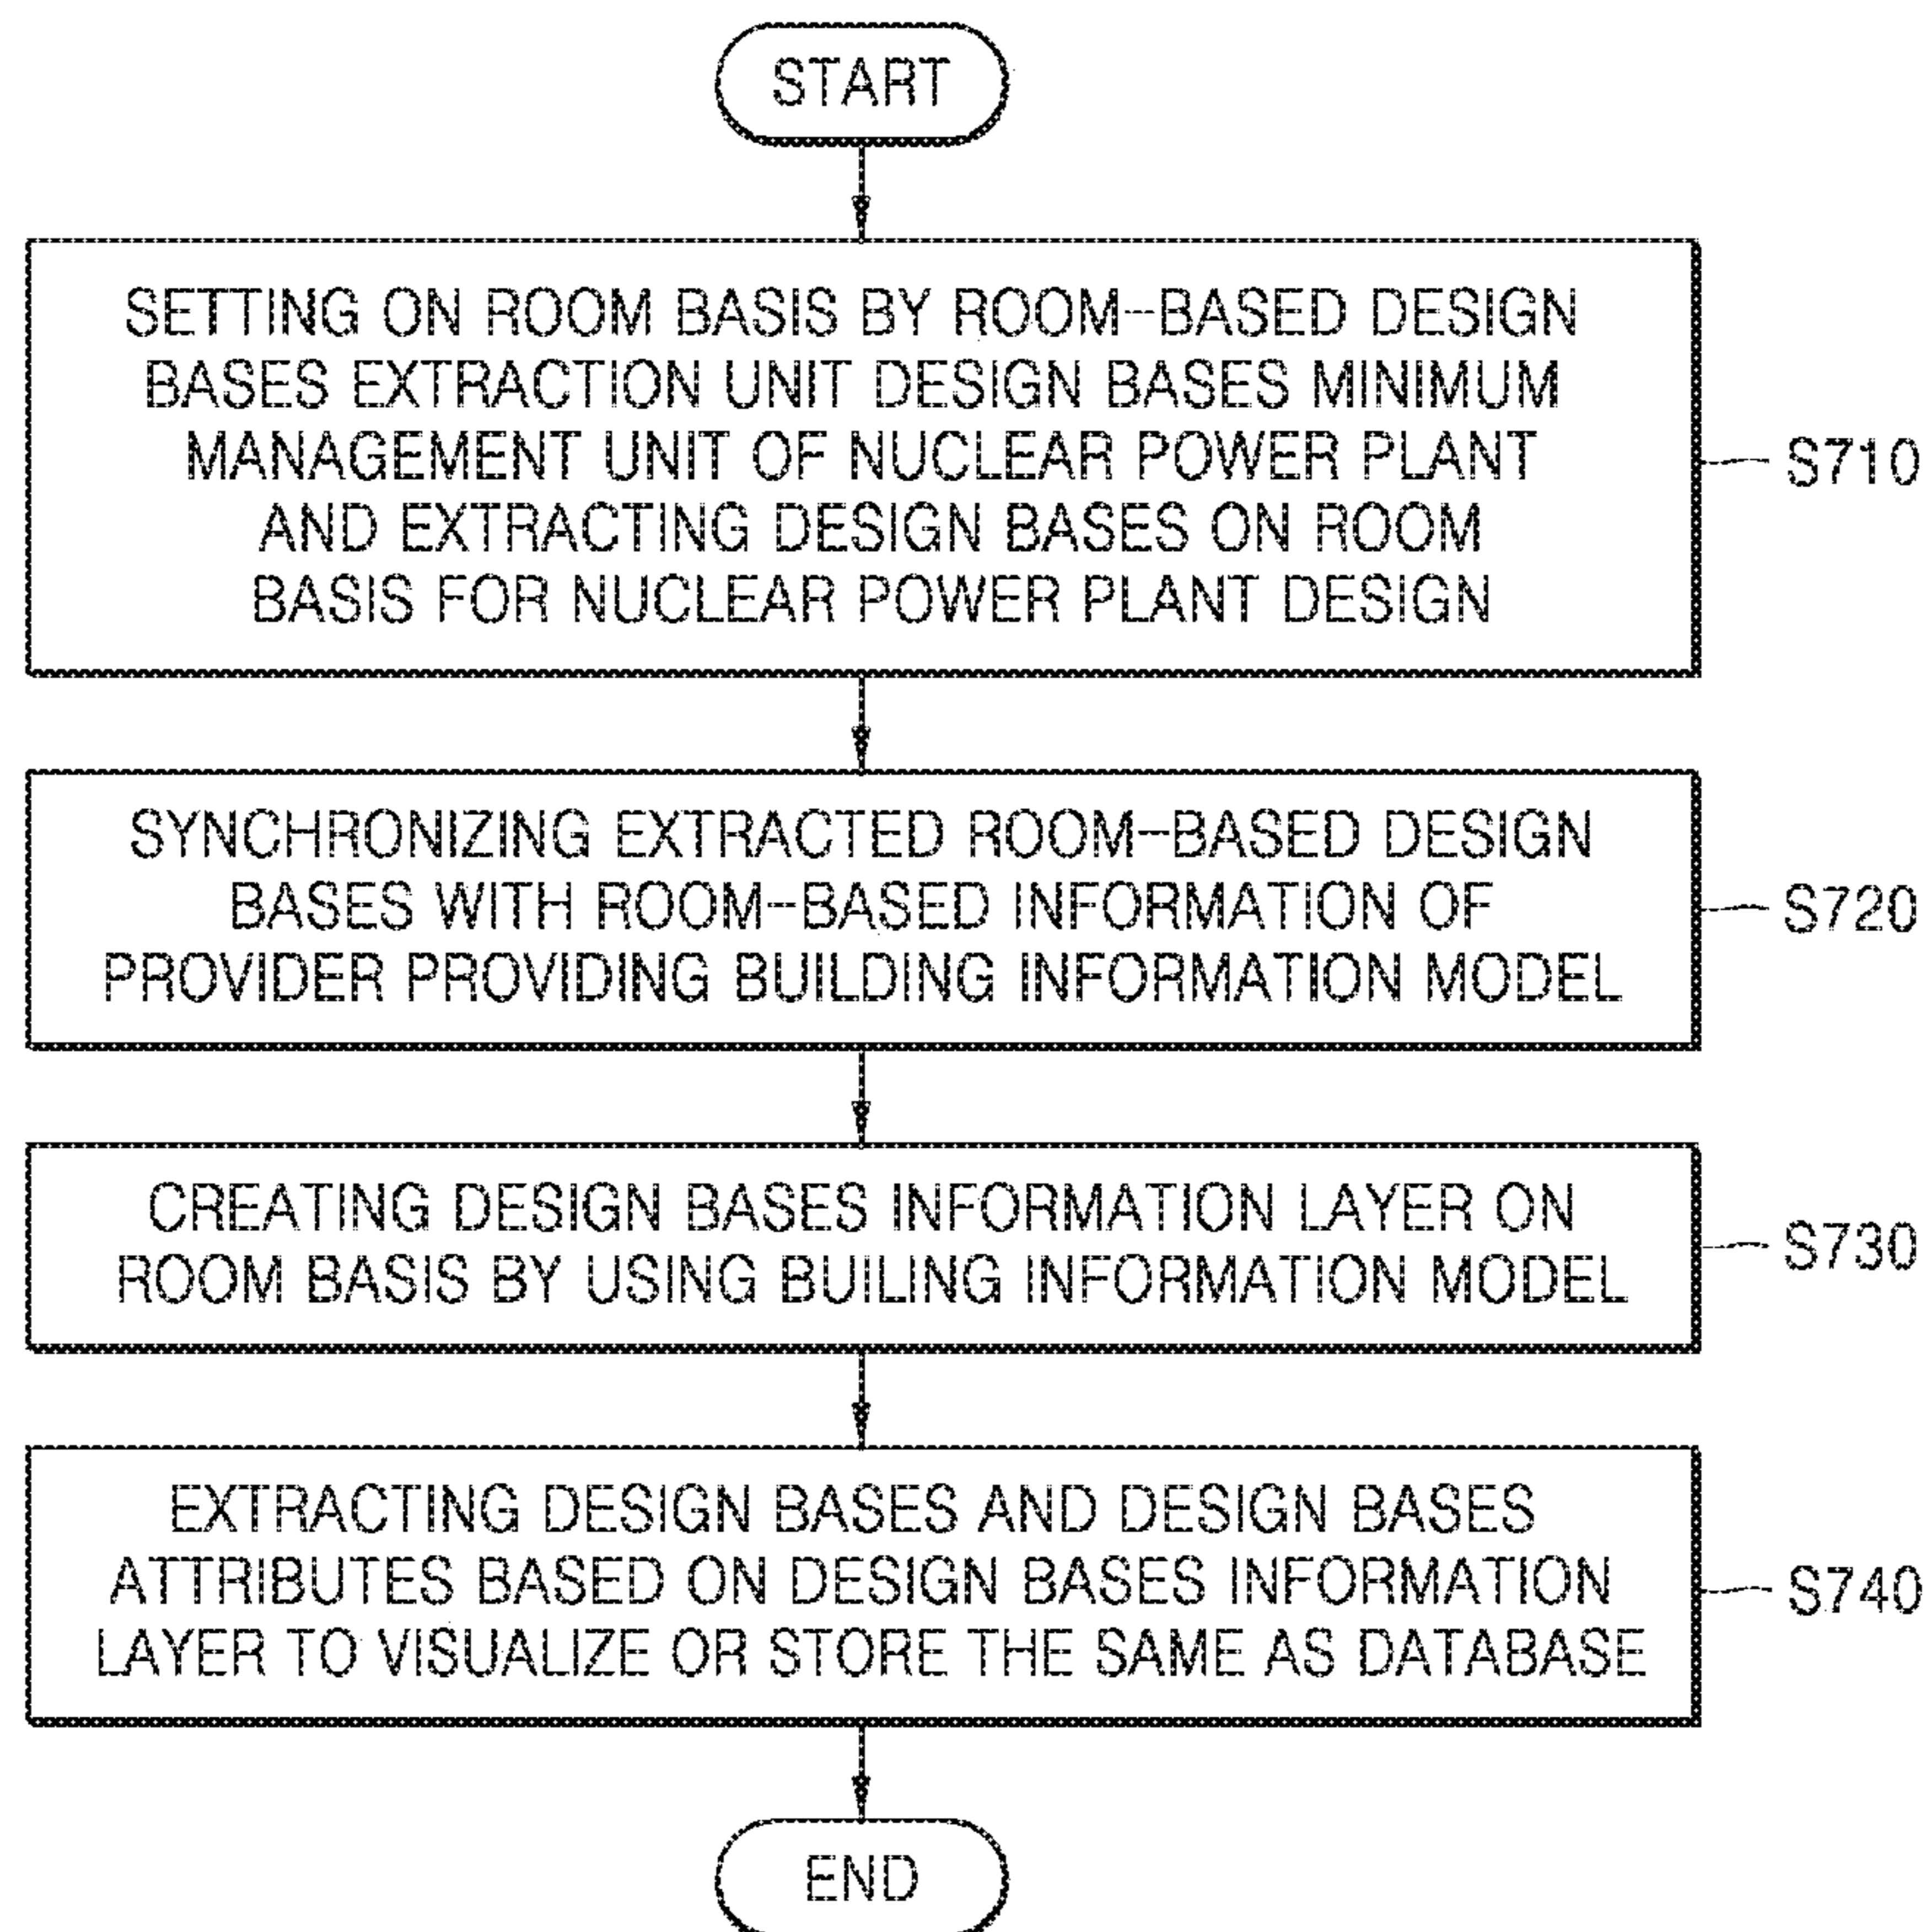 START
SETTING ON ROOM BASIS BY ROOM-BASED DESIGN
BASES EXTRACTION UNIT DESIGN BASES MINIMUM
MANAGEMENT UNIT OF NUCLEAR POWER PLANT
AND EXTRACTING DESIGN BASES ON ROOM
BASIS FOR NUCLEAR POWER PLANT DESIGN
S710
SYNCHRONIZING EXTRACTED ROOM-BASED DESIGN
BASES WITH ROOM-BASED INFORMATION OF
PROVIDER PROVIDING BUILDING INFORMATION MODEL
S720
CREATING DESIGN BASES INFORMATION LAYER ON
ROOM BASIS BY USING BUILING INFORMATION MODEL
S730
EXTRACTING DESIGN BASES AND DESIGN BASES
ATTRIBUTES BASED ON DESIGN BASES INFORMATION
LAYER TO VISUALIZE OR STORE THE SAME AS DATABASE
S740
END